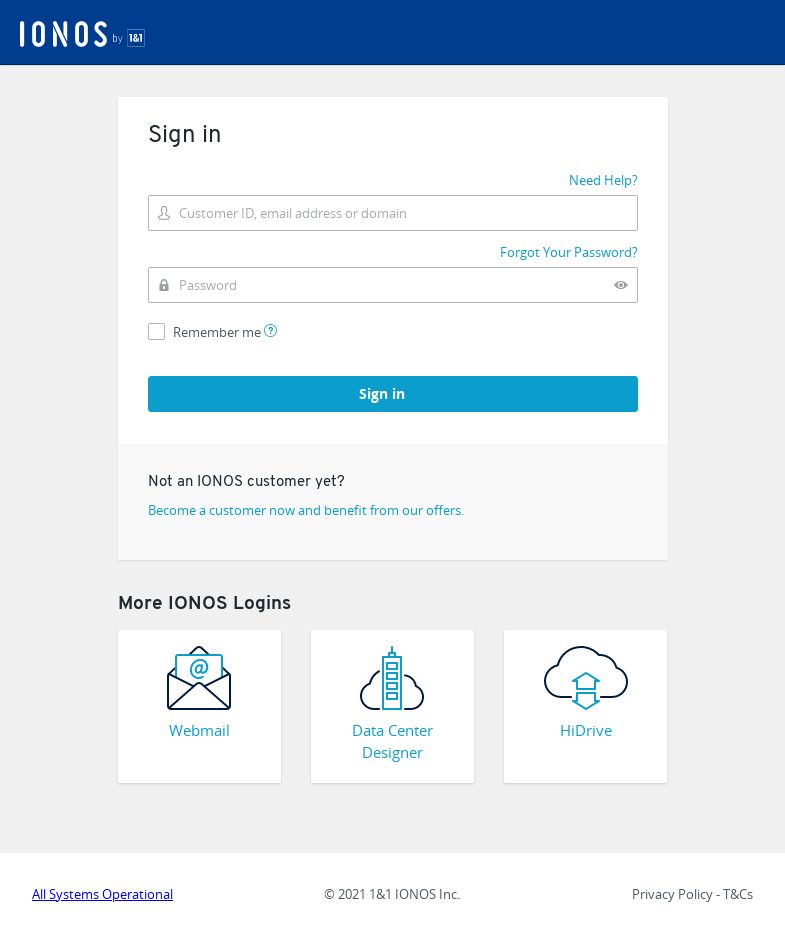 IONOS by 1&1
Sign in
Need Help?
Customer ID, email address or domain
Forgot Your Password?
Password
Remember me ?
Sign in
Not an IONOS customer yet?
Become a customer now and benefit from our offers.
More IONOS Logins
@
Webmail
Data Center
Designer
HiDrive
All Systems Operational
© 2021 1&1 IONOS Inc.
Privacy Policy - T&Cs